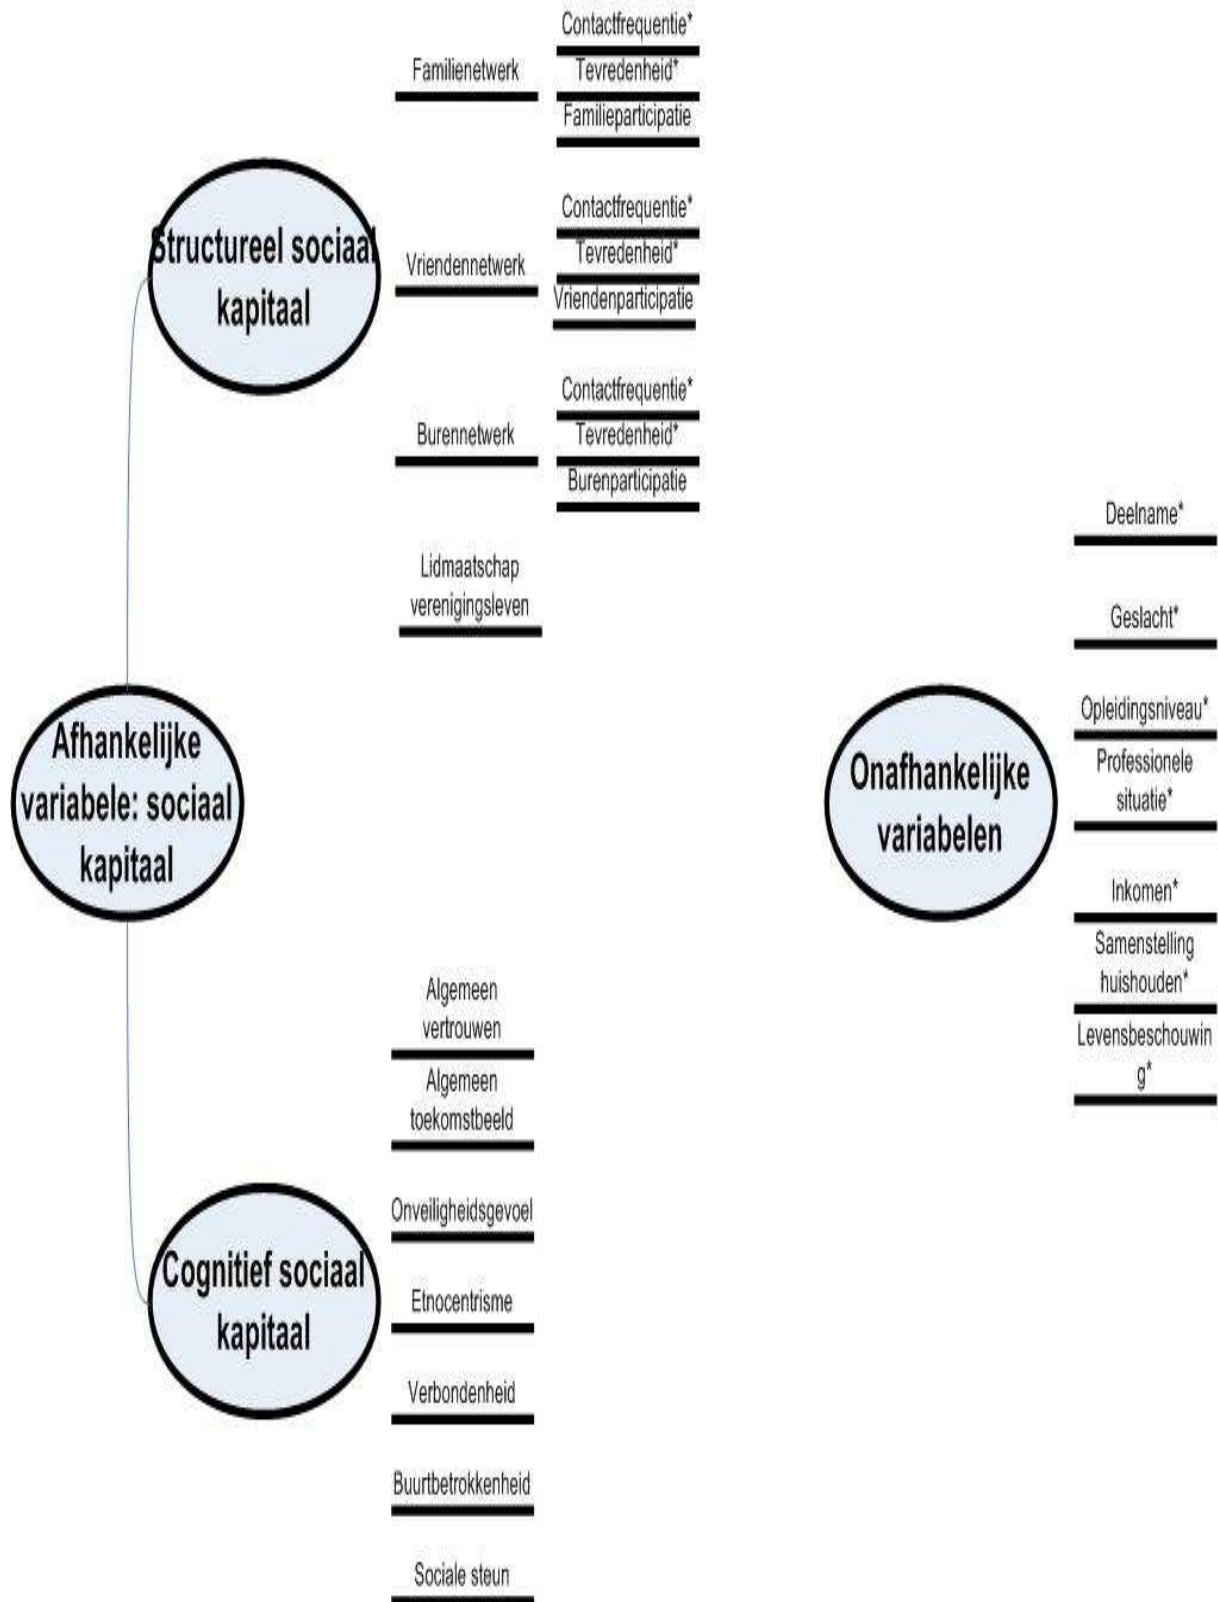 Contactfrequentie*
Familienetwerk
Tevredenheid*
Familieparticipatie
Structureel sociaal
kapitaal
Contactfrequentie*
Vriendennetwerk
Tevredenheid*
Vriendenparticipatie
Contactfrequentie*
Burennetwerk
Tevredenheid*
Burenparticipatie
Lidmaatschap
verenigingsleven
Afhankelijke
variabele: sociaal
kapitaal
Onafhankelijke
variabelen
Deelname*
Geslacht*
Opleidingsniveau*
Professionele
situatie*
Inkomen*
Samenstelling
huishouden*
Levensbeschouwin
g*
Cognitief sociaal
kapitaal
Algemeen
vertrouwen
Algemeen
toekomstbeeld
Onveiligheidsgevoel
Etnocentrisme
Verbondenheid
Buurtbetrokkenheid
Sociale steun